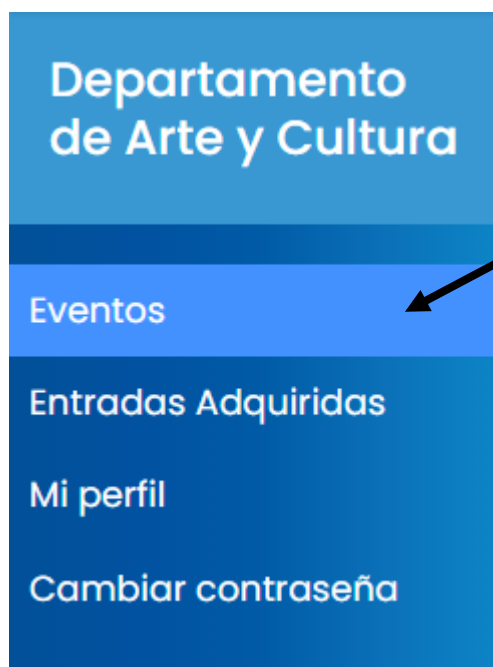 Departamento
de Arte y Cultura
Eventos
Entradas Adquiridas
Mi perfil
Cambiar contraseña